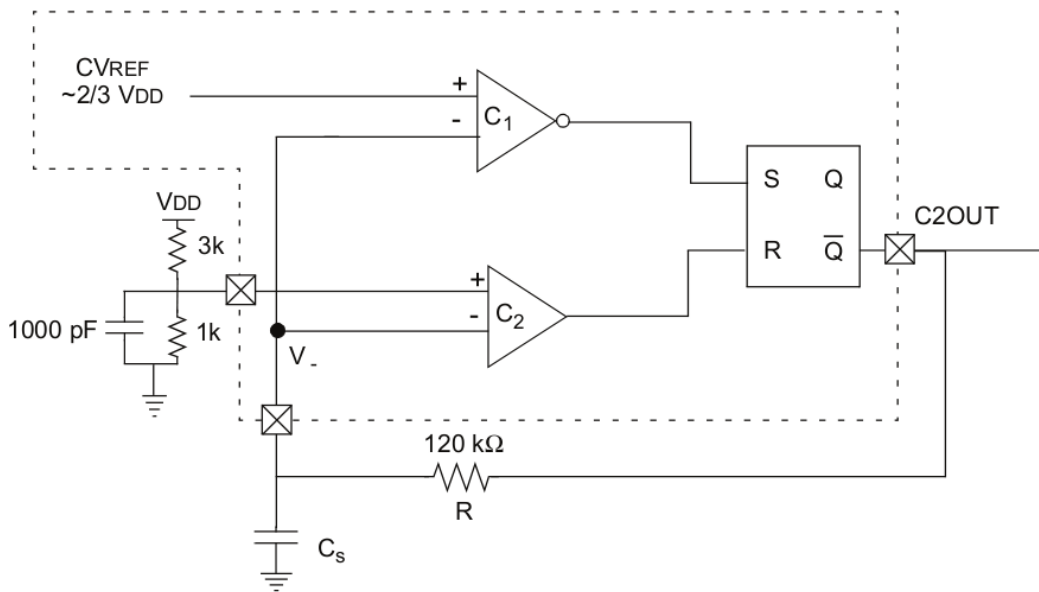 CVREF
~2/3 VDD
+
-
C1
S Q
R Q̅
C2OUT
VDD
3k
1k
1000 pF
+
-
C2
V-
120 kΩ
R
Cs